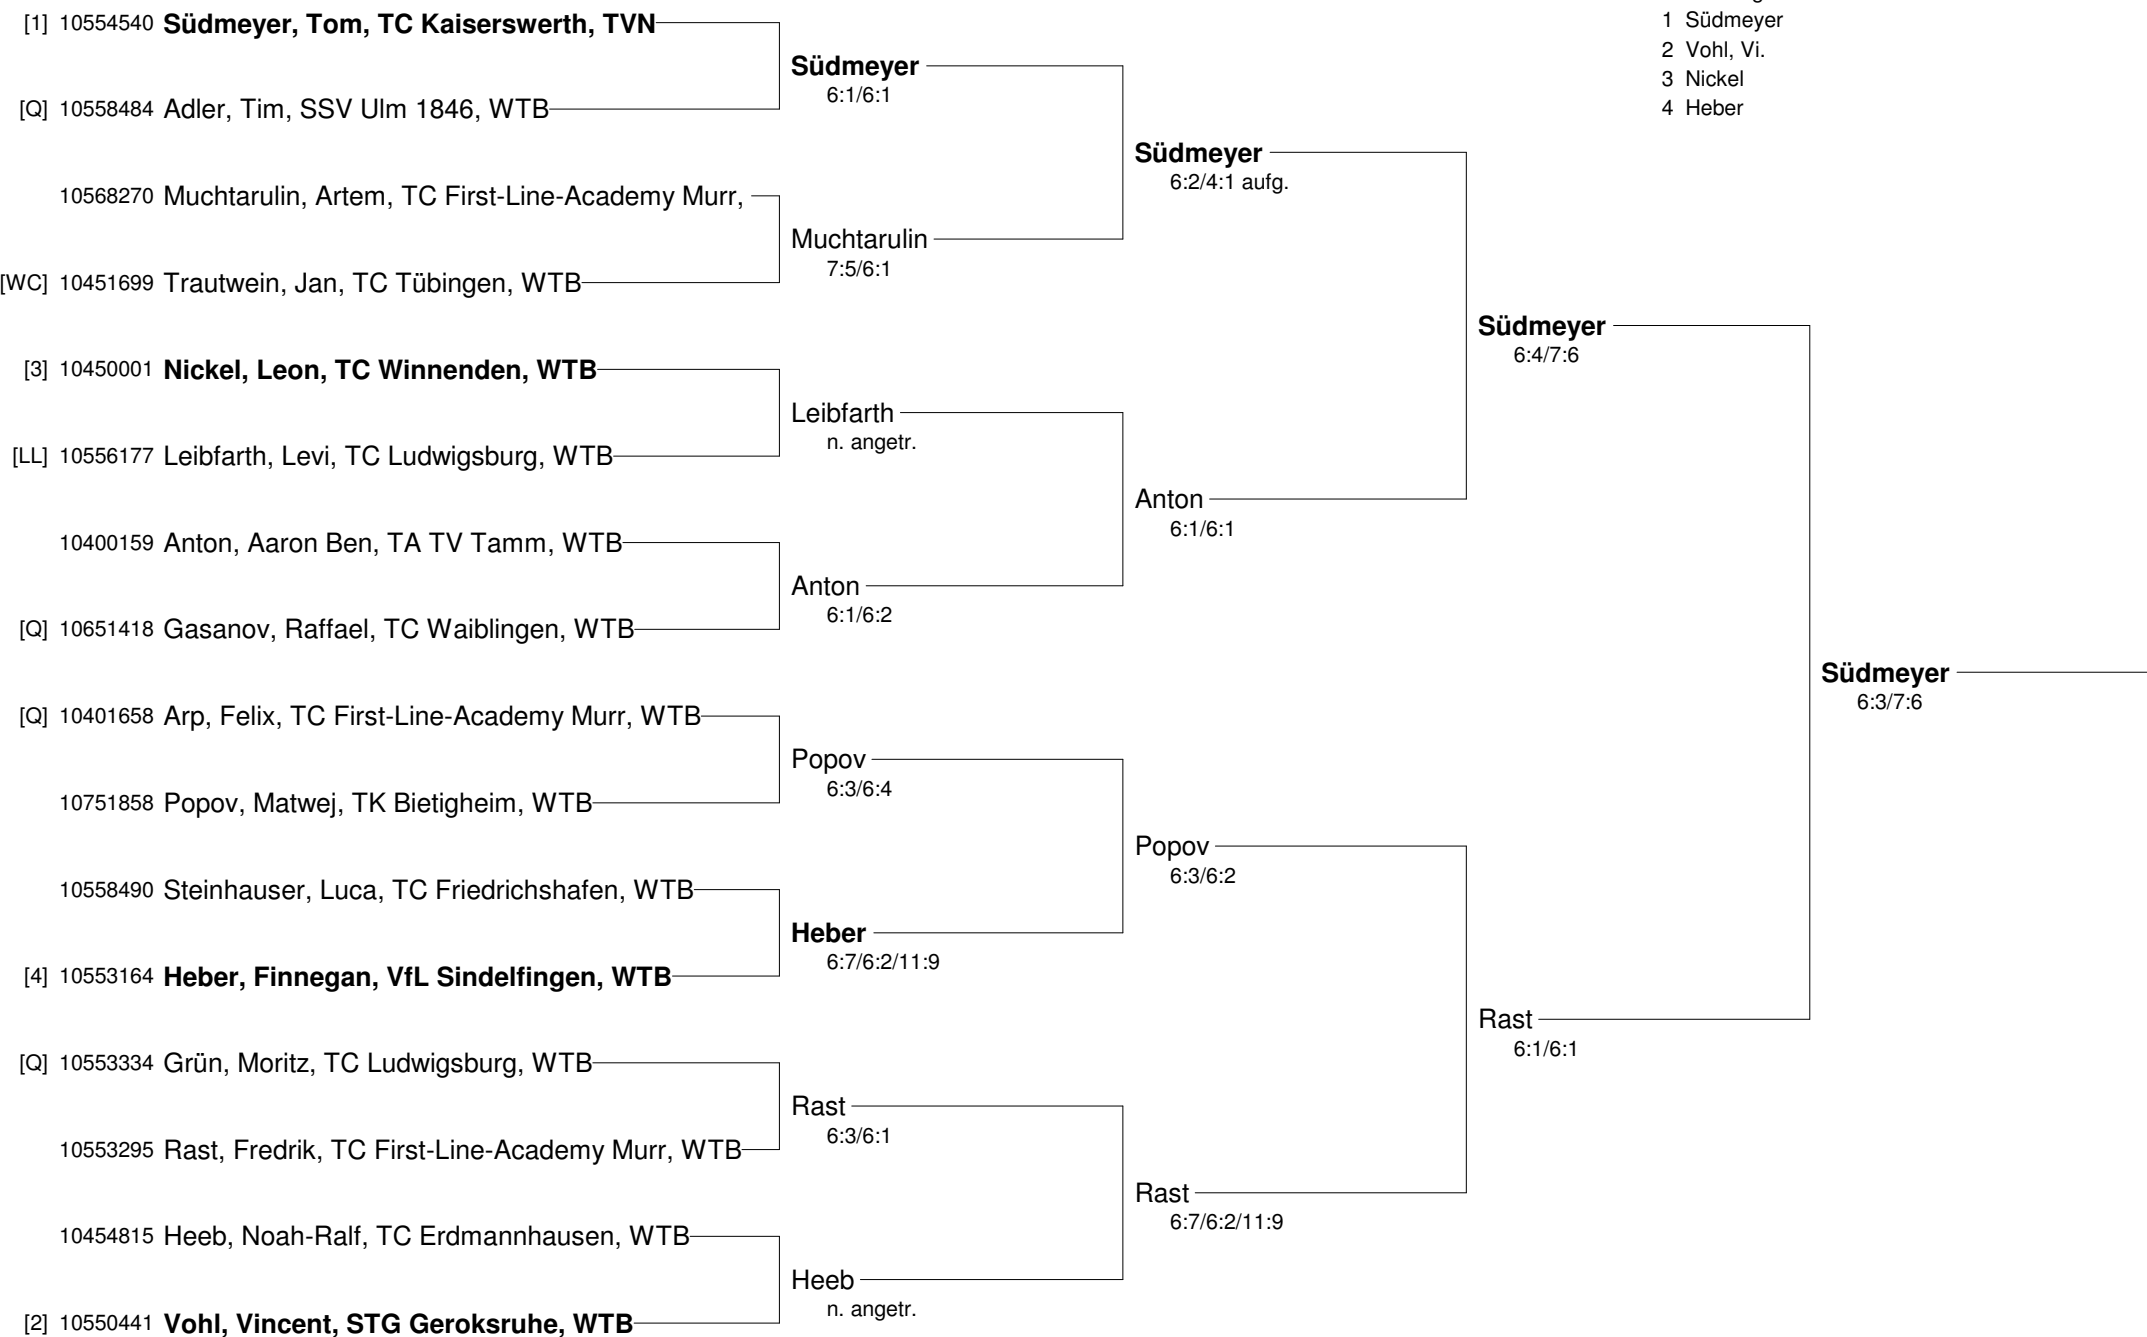 [1] 10554540 Südmeyer, Tom, TC Kaiserswerth, TVN
1 Südmeyer
2 Vohl, Vi.
3 Nickel
4 Heber
Südmeyer
6:1/6:1
[Q] 10558484 Adler, Tim, SSV Ulm 1846, WTB
Südmeyer
6:2/4:1 aufg.
10568270 Muchtarulin, Artem, TC First-Line-Academy Murr,
Muchtarulin
7:5/6:1
[WC] 10451699 Trautwein, Jan, TC Tübingen, WTB
Südmeyer
6:4/7:6
[3] 10450001 Nickel, Leon, TC Winnenden, WTB
Leibfarth
n. angetr.
[LL] 10556177 Leibfarth, Levi, TC Ludwigsburg, WTB
Anton
6:1/6:1
10400159 Anton, Aaron Ben, TA TV Tamm, WTB
Anton
6:1/6:2
[Q] 10651418 Gasanov, Raffael, TC Waiblingen, WTB
Südmeyer
6:3/7:6
[Q] 10401658 Arp, Felix, TC First-Line-Academy Murr, WTB
Popov
6:3/6:4
10751858 Popov, Matwej, TK Bietigheim, WTB
Popov
6:3/6:2
10558490 Steinhauser, Luca, TC Friedrichshafen, WTB
Heber
6:7/6:2/11:9
[4] 10553164 Heber, Finnegan, VfL Sindelfingen, WTB
Rast
6:1/6:1
[Q] 10553334 Grün, Moritz, TC Ludwigsburg, WTB
Rast
6:3/6:1
10553295 Rast, Fredrik, TC First-Line-Academy Murr, WTB
Rast
6:7/6:2/11:9
10454815 Heeb, Noah-Ralf, TC Erdmannhausen, WTB
Heeb
n. angetr.
[2] 10550441 Vohl, Vincent, STG Geroksruhe, WTB